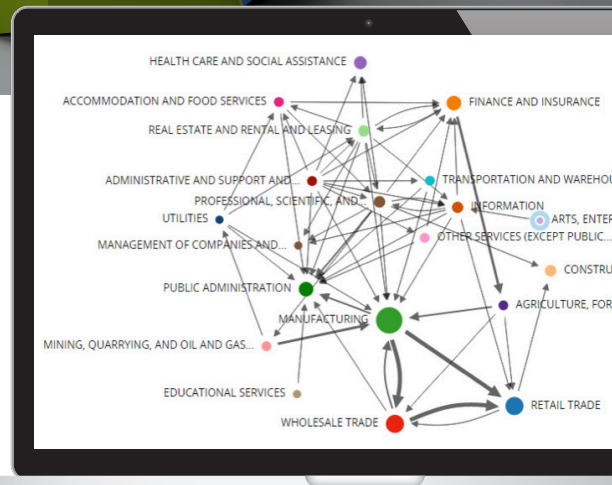 HEALTH CARE AND SOCIAL ASSISTANCE
ACCOMMODATION AND FOOD SERVICES
FINANCE AND INSURANCE
REAL ESTATE AND RENTAL AND LEASING
ADMINISTRATIVE AND SUPPORT AND...
TRANSPORTATION AND WAREHOU
PROFESSIONAL, SCIENTIFIC, AND...
INFORMATION
UTILITIES
ARTS, ENTER
OTHER SERVICES (EXCEPT PUBLIC...
MANAGEMENT OF COMPANIES AND...
CONSTRU
PUBLIC ADMINISTRATION
AGRICULTURE, FOR
MANUFACTURING
MINING, QUARRYING, AND OIL AND GAS...
EDUCATIONAL SERVICES
RETAIL TRADE
WHOLESALE TRADE